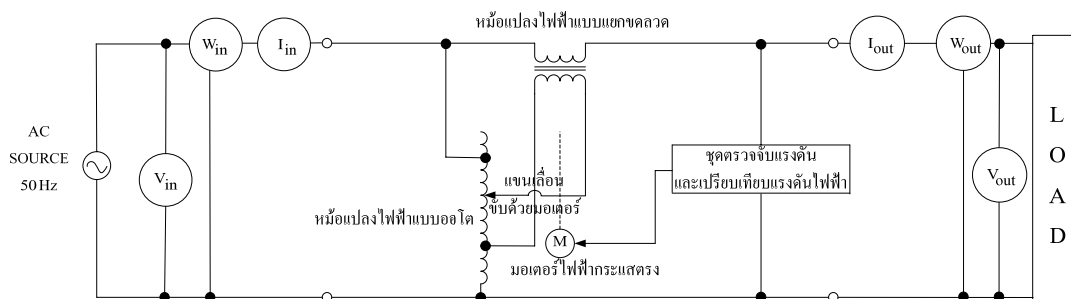 หม้อแปลงไฟฟ้าแบบแยกขดลวด
W in
I in
I out
W out
AC
SOURCE
50 Hz
V in
แขนเลื่อน
ขับด้วยมอเตอร์
หม้อแปลงไฟฟ้าแบบออโต
M
มอเตอร์ไฟฟ้ากระแสตรง
ชุดตรวจจับแรงดัน
และเปรียบเทียบแรงดันไฟฟ้า
V out
L
O
A
D